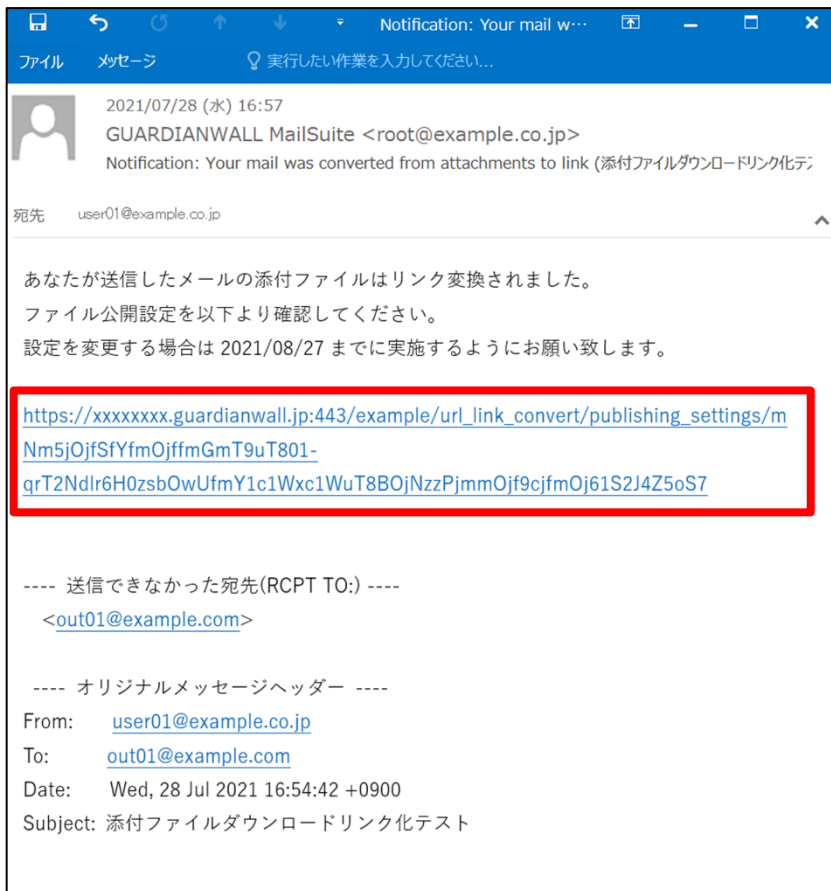 Notification: Your mail w…
ファイル メッセージ 実行したい作業を入力してください...
2021/07/28 (水) 16:57
GUARDIANWALL MailSuite <root@example.co.jp>
Notification: Your mail was converted from attachments to link (添付ファイルダウンロードリンク化テス
宛先 user01@example.co.jp
あなたが送信したメールの添付ファイルはリンク変換されました。
ファイル公開設定を以下より確認してください。
設定を変更する場合は 2021/08/27 までに実施するようにお願い致します。
https://xxxxxxxx.guardianwall.jp:443/example/url_link_convert/publishing_settings/m
Nm5jOjfSfYfmOjffmGmT9uT801-
qrT2Ndlr6H0zsbOwUfmY1c1Wxc1WuT8BOjNzzPjmmOjf9cjfmOj61S2J4Z5oS7
---- 送信できなかった宛先(RCPT TO:) ----
<out01@example.com>
---- オリジナルメッセージヘッダー ----
From: user01@example.co.jp
To: out01@example.com
Date: Wed, 28 Jul 2021 16:54:42 +0900
Subject: 添付ファイルダウンロードリンク化テスト